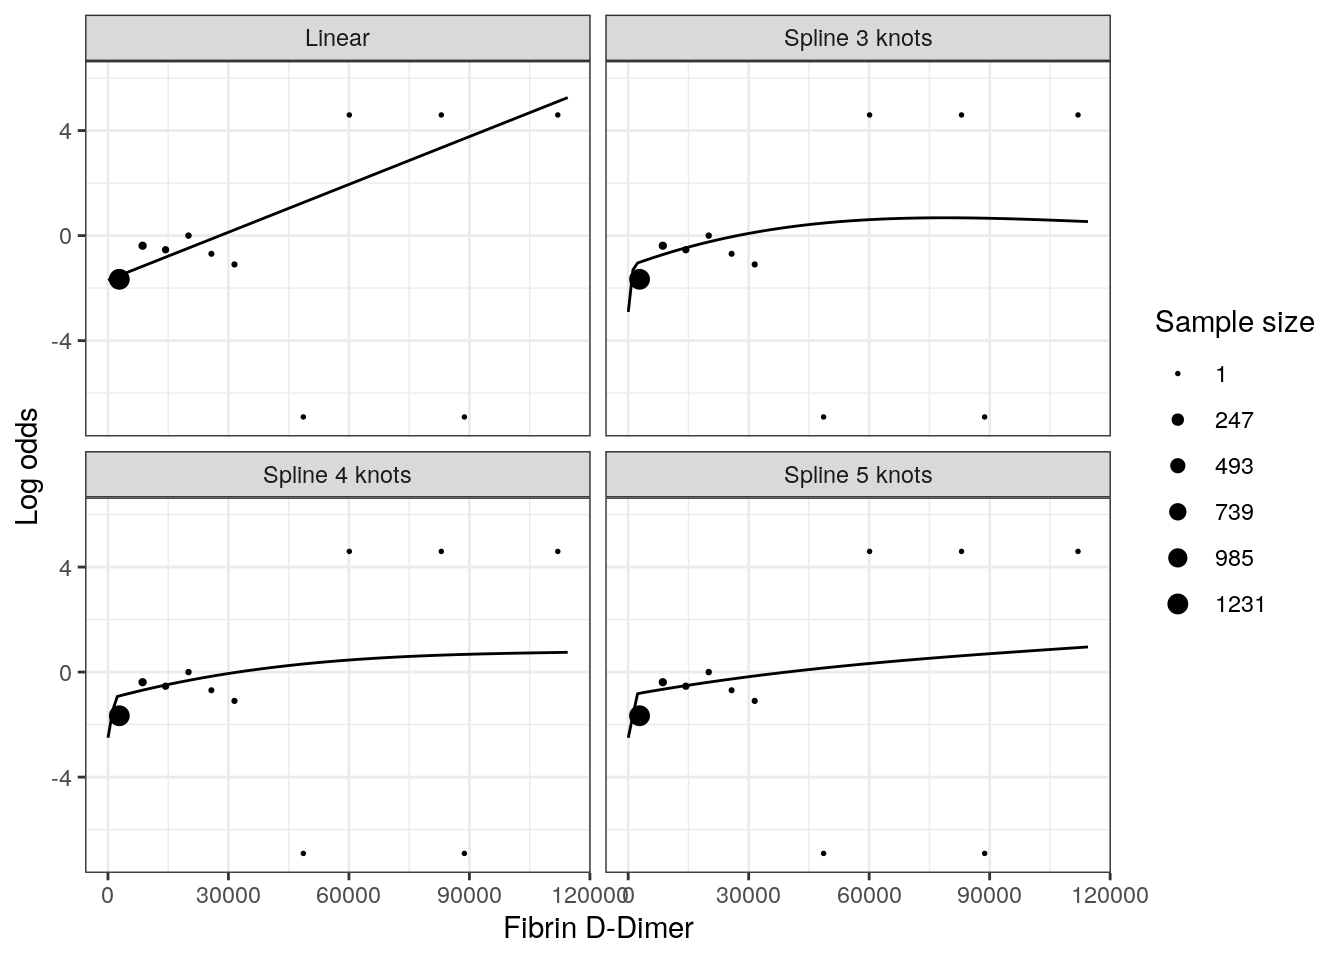 Linear
Spline 3 knots
4
0
-4
Spline 4 knots
Spline 5 knots
4
0
-4
0 30000 60000 90000 120000
0 30000 60000 90000 120000
Fibrin D-Dimer
Log odds
Sample size
1
247
493
739
985
1231